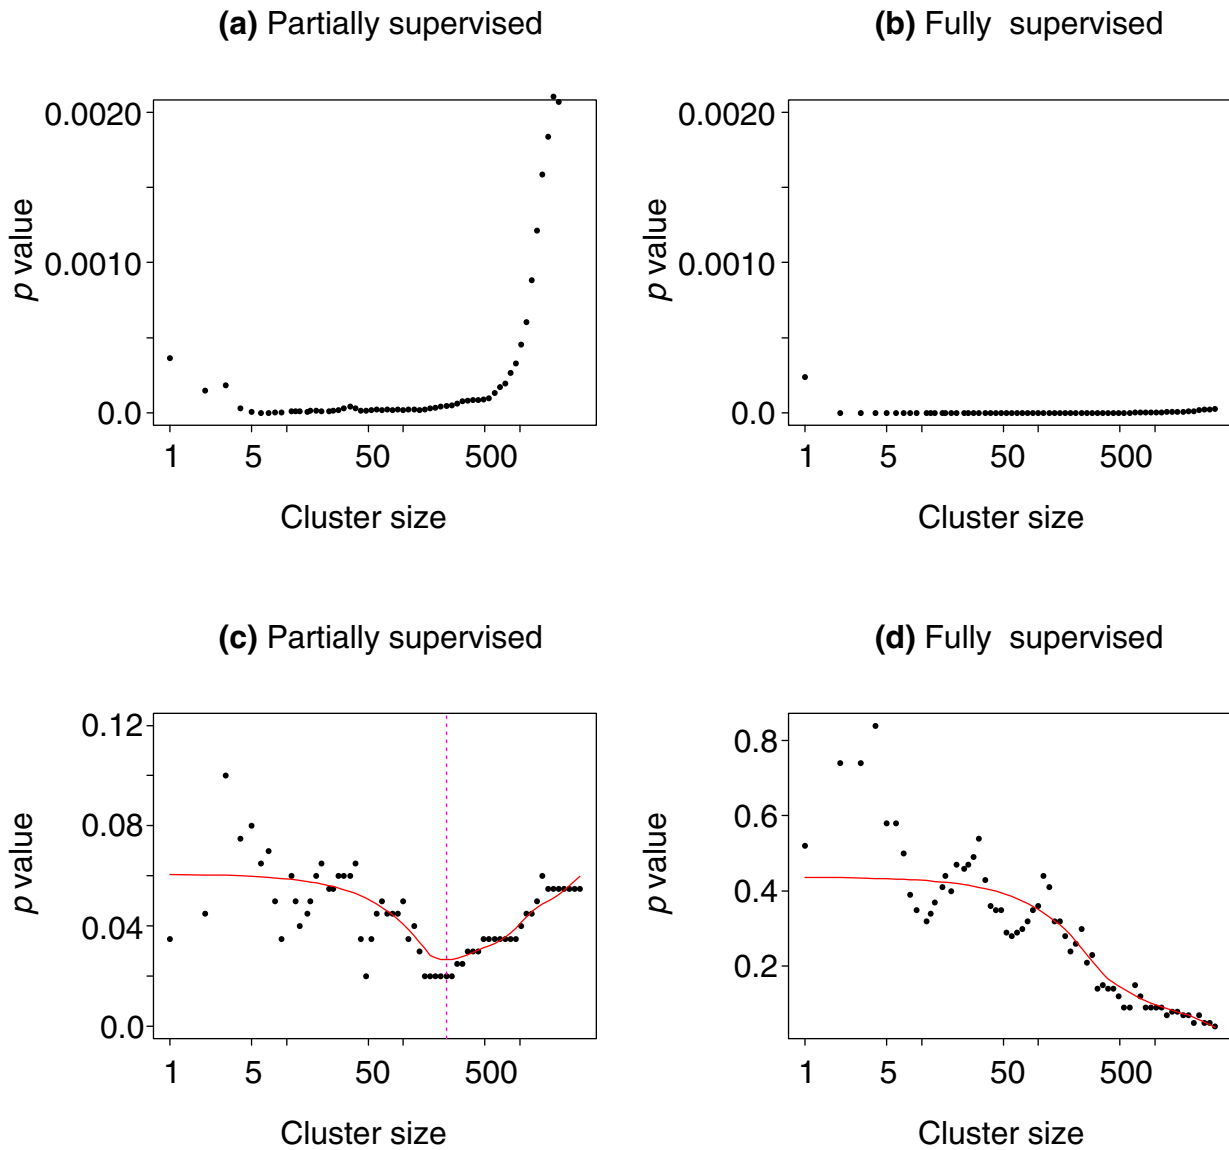 (a) Partially supervised
(b) Fully supervised
0.0020
0.0010
0.0
p value
1 5 50 500
Cluster size
0.0020
0.0010
0.0
p value
1 5 50 500
Cluster size
(c) Partially supervised
(d) Fully supervised
0.12
0.08
0.04
0.0
p value
1 5 50 500
Cluster size
0.8
0.6
0.4
0.2
p value
1 5 50 500
Cluster size